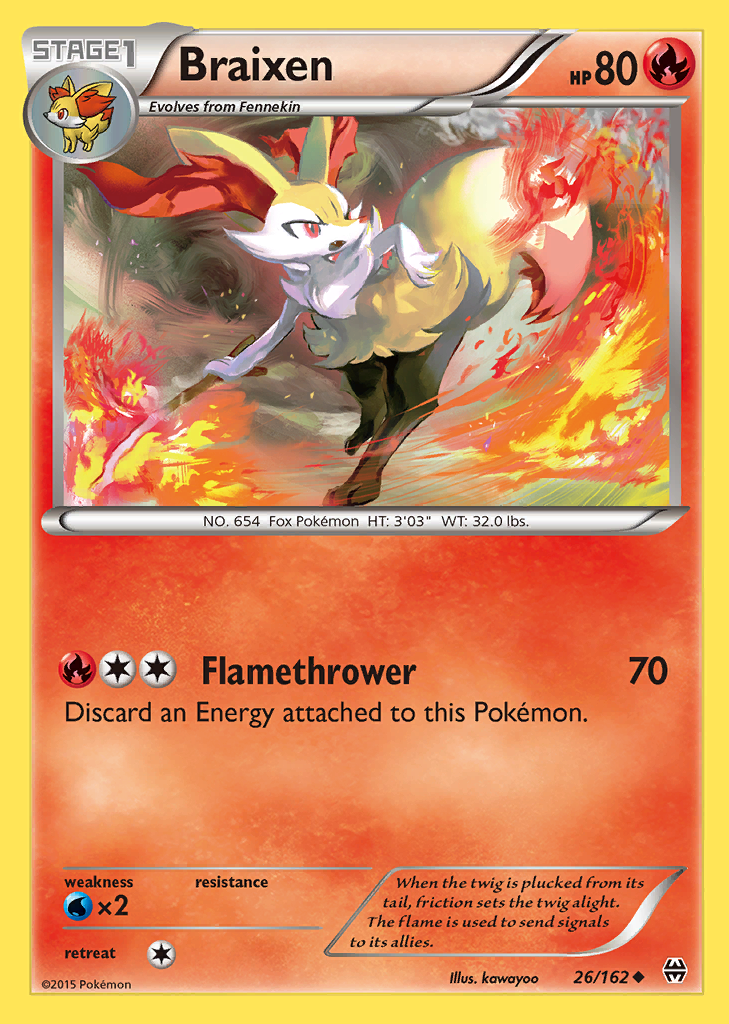 STAGE1
Braixen
HP 80
Evolves from Fennekin
NO. 654 Fox Pokémon HT: 3'03" WT: 32.0 lbs.
Flamethrower 70
Discard an Energy attached to this Pokémon.
weakness resistance
×2
retreat
When the twig is plucked from its
tail, friction sets the twig alight.
The flame is used to send signals
to its allies.
©2015 Pokémon
Illus. kawayoo 26/162